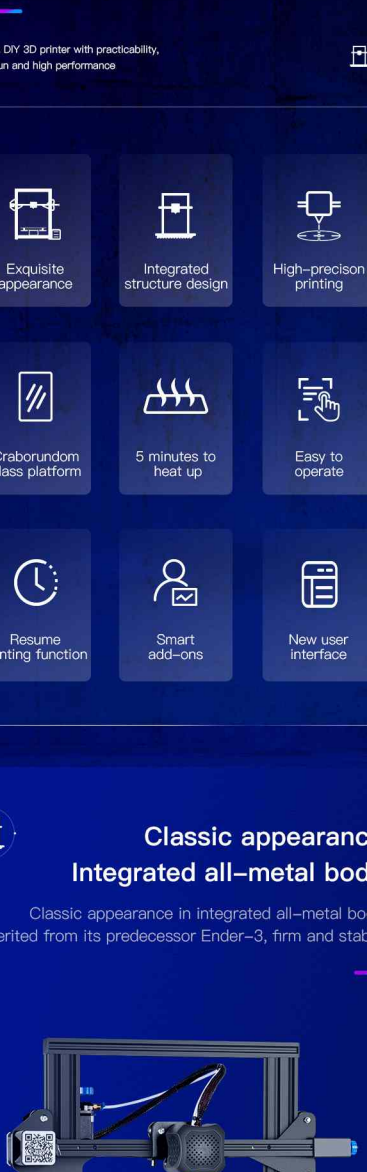 DIY 3D printer with practicability,
un and high performance
Exquisite
appearance
Integrated
structure design
High-precison
printing
Craborundom
lass platform
5 minutes to
heat up
Easy to
operate
Resume
nting function
Smart
add-ons
New user
interface
Classic appearanc
Integrated all-metal bod
Classic appearance in integrated all-metal bo
erited from its predecessor Ender-3, firm and stab